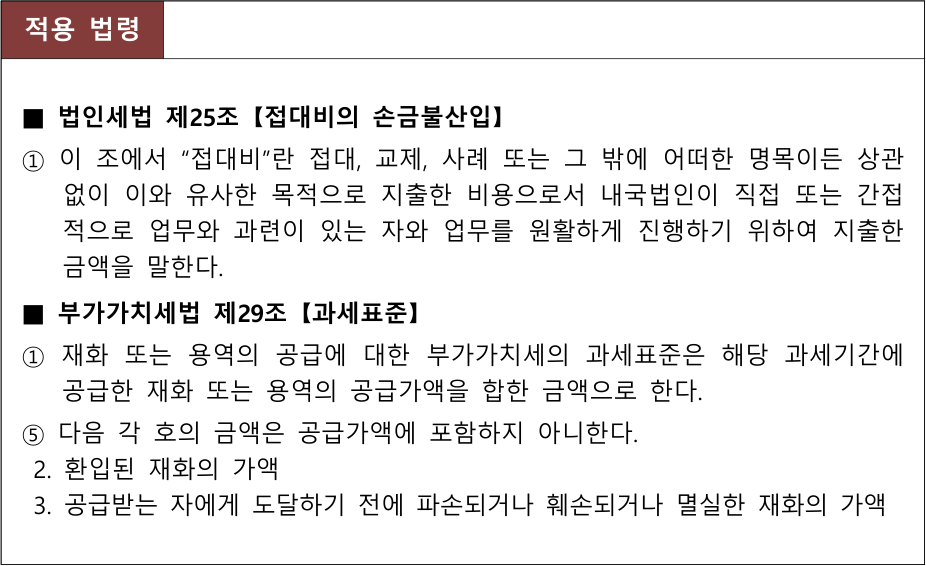 적용 법령
■ 법인세법 제25조【접대비의 손금불산입】
① 이 조에서 “접대비”란 접대, 교제, 사례 또는 그 밖에 어떠한 명목이든 상관
없이 이와 유사한 목적으로 지출한 비용으로서 내국법인이 직접 또는 간접
적으로 업무와 관련이 있는 자와 업무를 원활하게 진행하기 위하여 지출한
금액을 말한다.
■ 부가가치세법 제29조【과세표준】
① 재화 또는 용역의 공급에 대한 부가가치세의 과세표준은 해당 과세기간에
공급한 재화 또는 용역의 공급가액을 합한 금액으로 한다.
⑤ 다음 각 호의 금액은 공급가액에 포함하지 아니한다.
2. 환입된 재화의 가액
3. 공급받는 자에게 도달하기 전에 파손되거나 훼손되거나 멸실한 재화의 가액